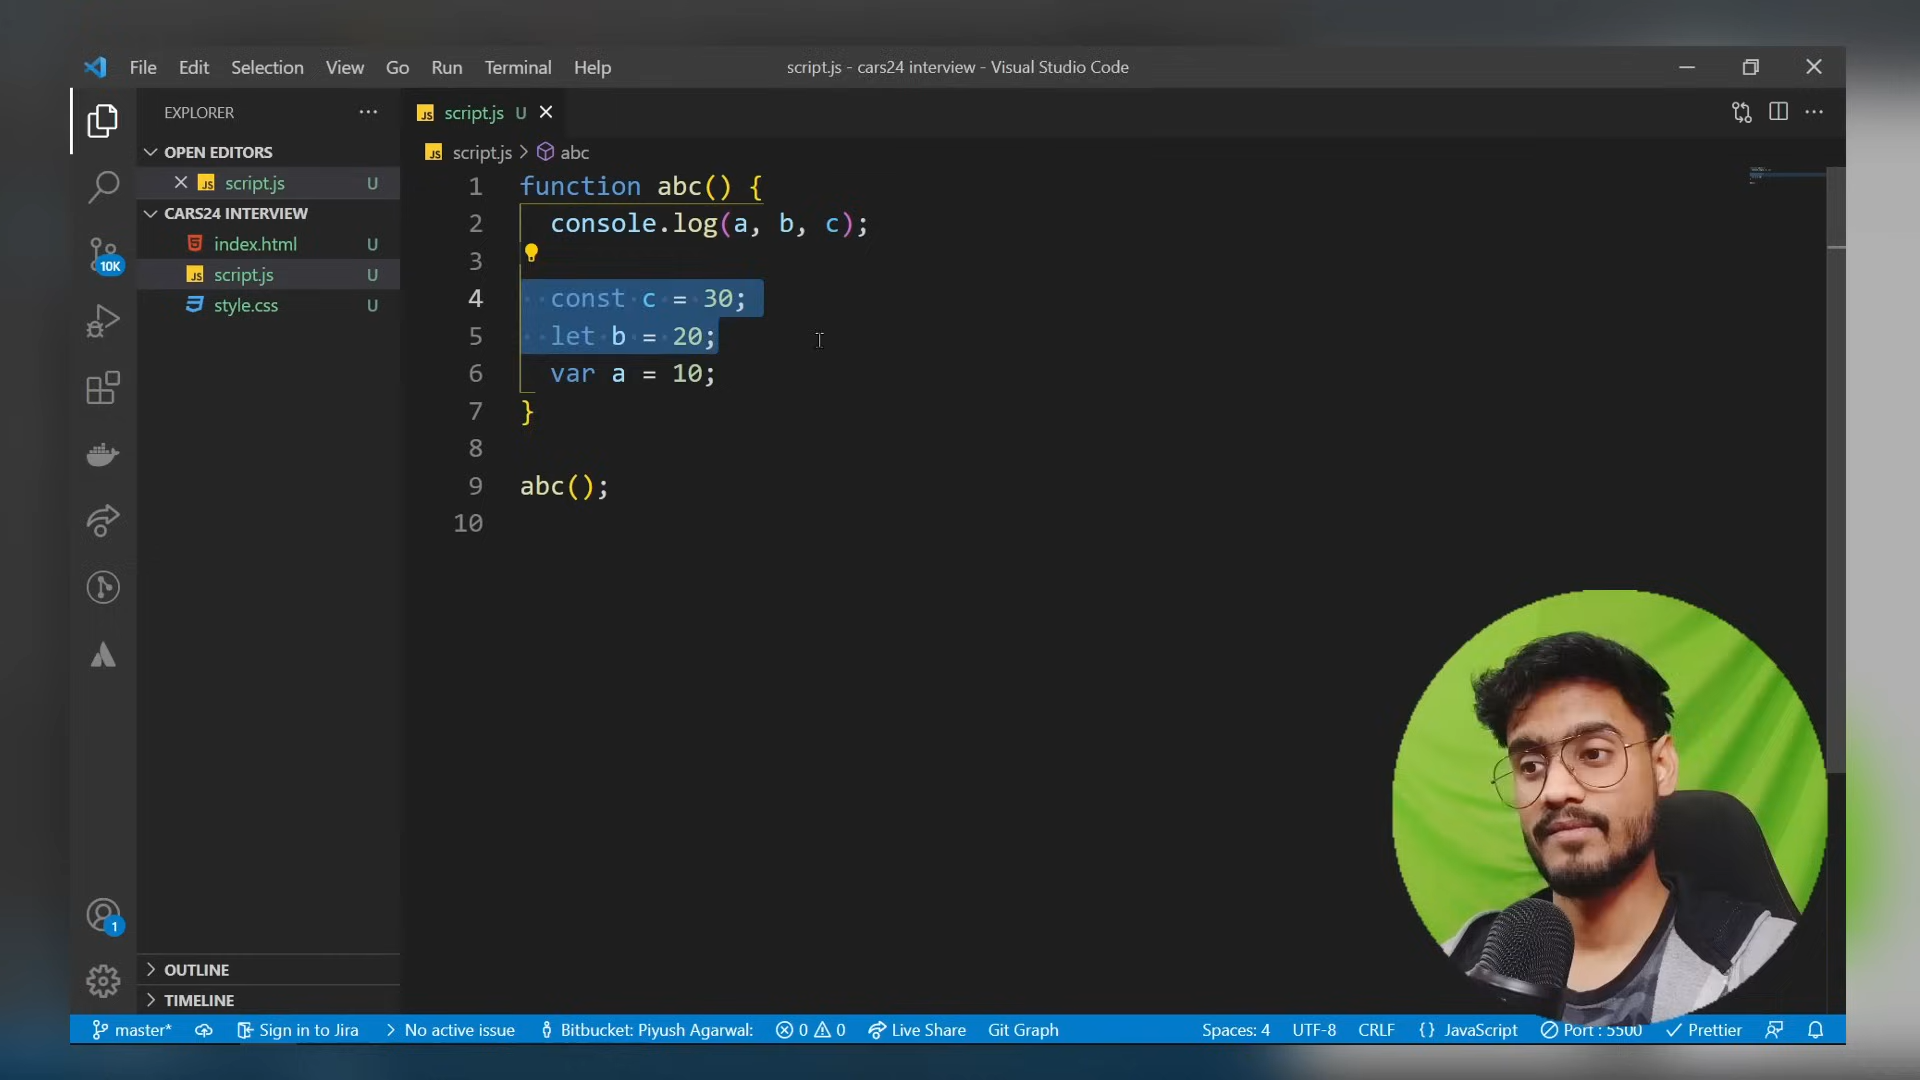 File Edit Selection View Go Run Terminal Help
script.js - cars24 interview - Visual Studio Code
EXPLORER
OPEN EDITORS
script.js U
CARS24 INTERVIEW
index.html U
script.js U
style.css U
OUTLINE
TIMELINE
10K
1
JS script.js U
JS script.js > abc
1 function abc() {
2 console.log(a, b, c);
3
4 const c = 30;
5 let b = 20;
6 var a = 10;
7 }
8
9 abc();
10
master* Sign in to Jira No active issue Bitbucket: Piyush Agarwal: 0 0 Live Share Git Graph Spaces: 4 UTF-8 CRLF {} JavaScript Port : 5500 Prettier